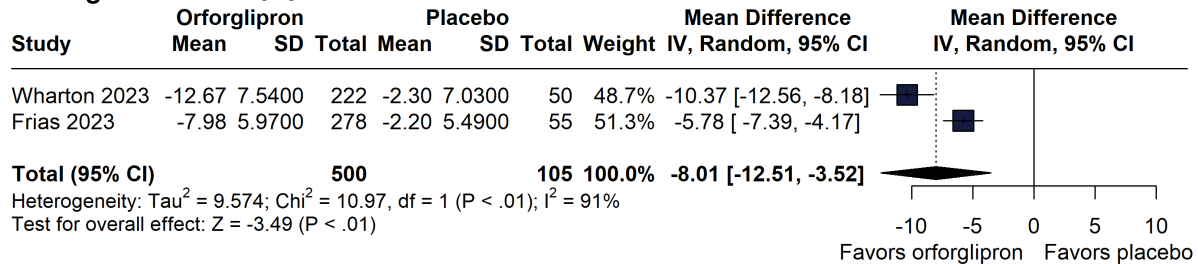 Orforglipron Placebo Mean Difference Mean Difference
Study Mean SD Total Mean SD Total Weight IV, Random, 95% CI IV, Random, 95% CI
Wharton 2023 -12.67 7.5400 222 -2.30 7.0300 50 48.7% -10.37 [-12.56, -8.18]
Frias 2023 -7.98 5.9700 278 -2.20 5.4900 55 51.3% -5.78 [ -7.39, -4.17]
Total (95% CI) 500 105 100.0% -8.01 [-12.51, -3.52]
Heterogeneity: Tau² = 9.574; Chi² = 10.97, df = 1 (P < .01); I² = 91%
Test for overall effect: Z = -3.49 (P < .01)
-10 -5 0 5 10
Favors orforglipron Favors placebo